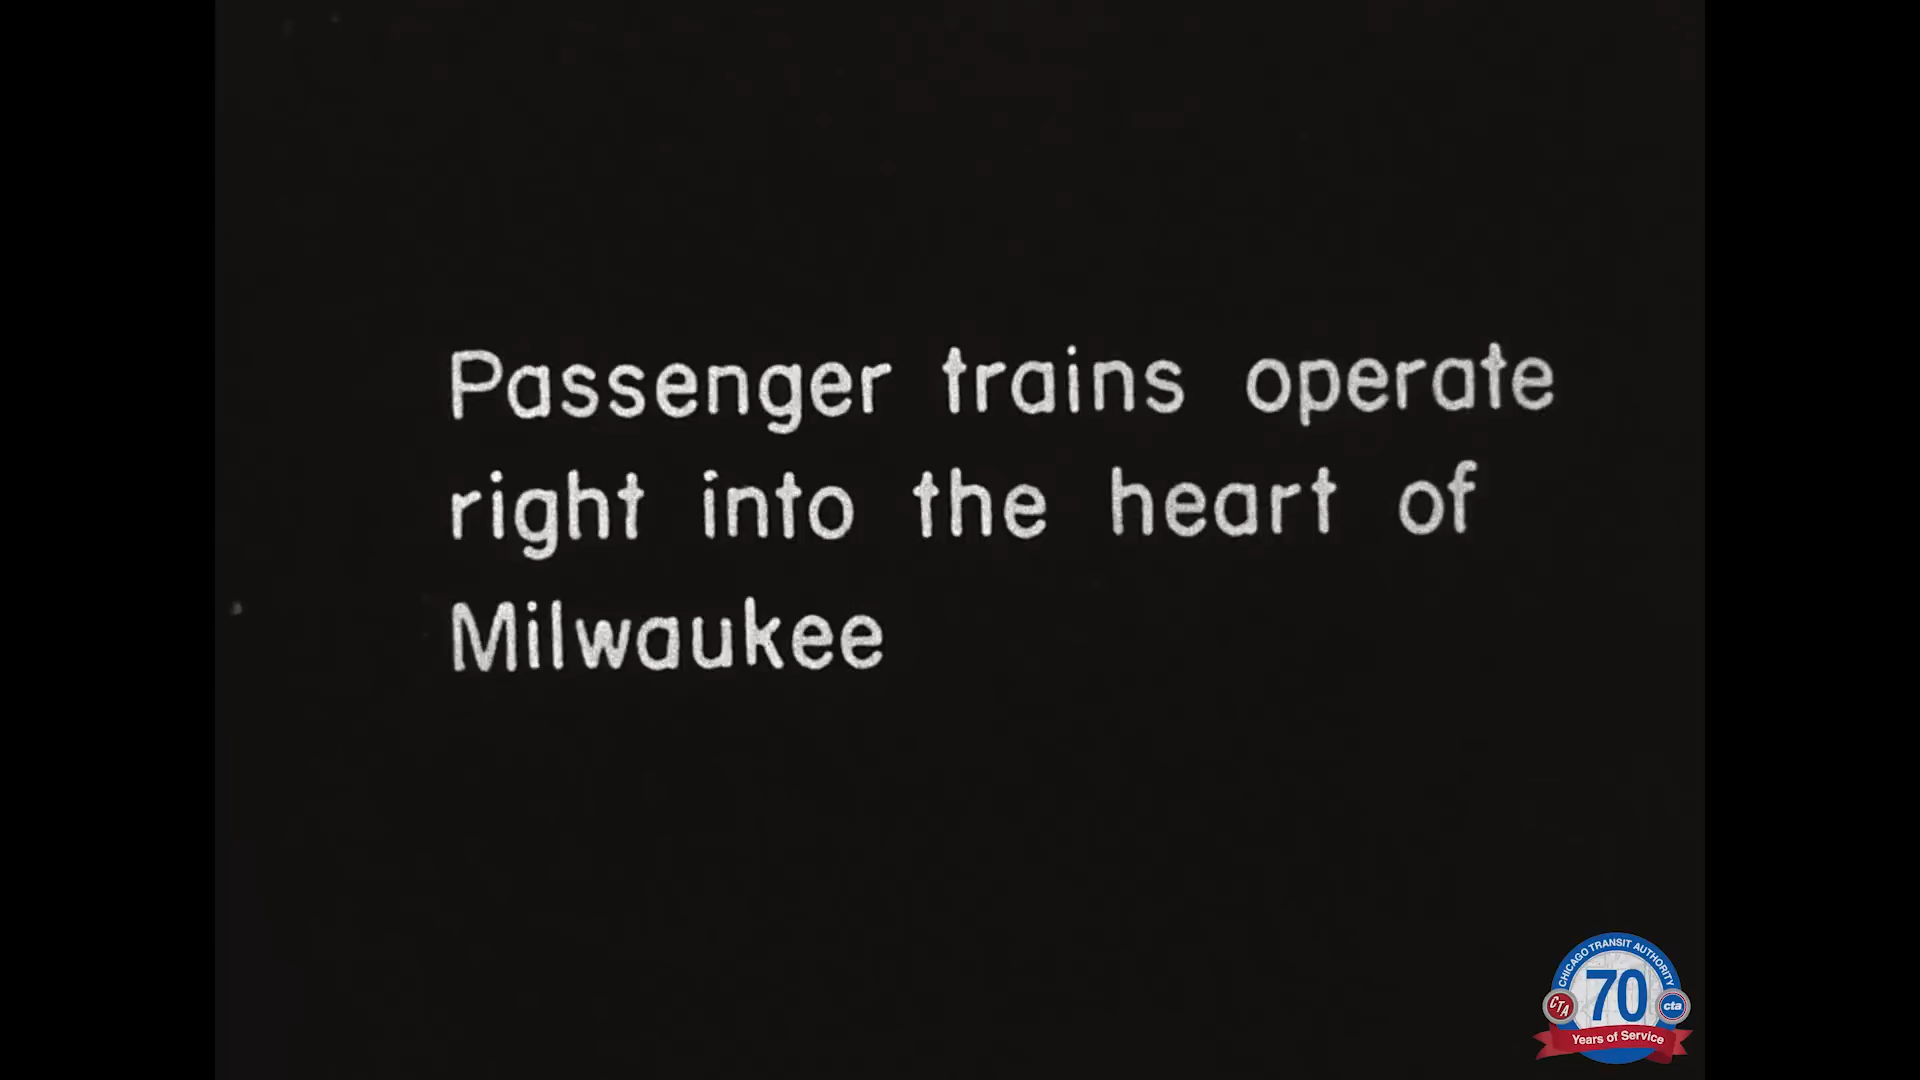 Passenger trains operate
right into the heart of
Milwaukee
CHICAGO TRANSIT AUTHORITY
70
CTA
cta
Years of Service